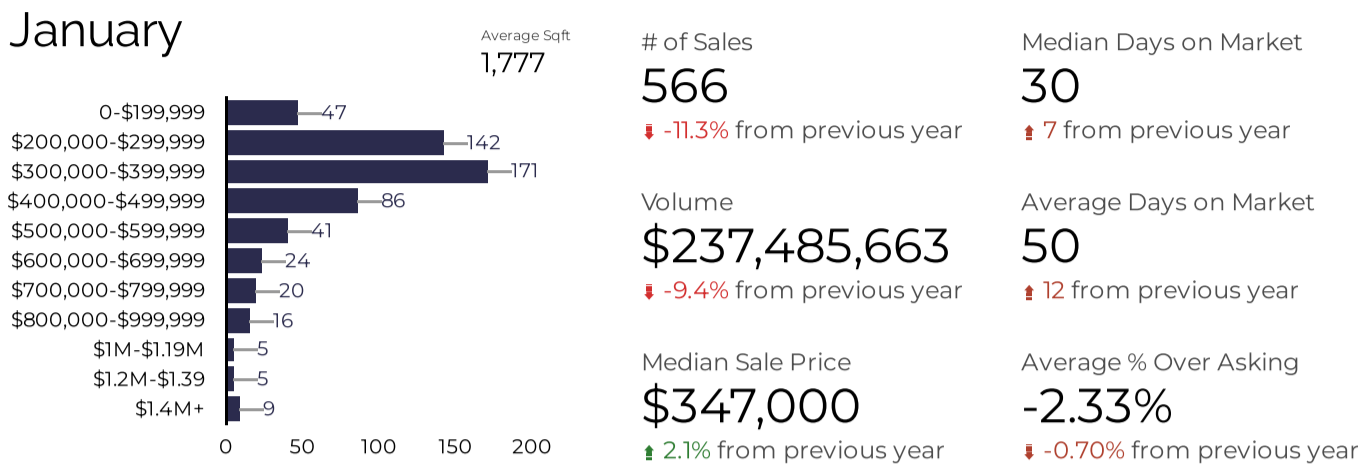 January
Average Sqft
1,777
0-$199,999 47
$200,000-$299,999 142
$300,000-$399,999 171
$400,000-$499,999 86
$500,000-$599,999 41
$600,000-$699,999 24
$700,000-$799,999 20
$800,000-$999,999 16
$1M-$1.19M 5
$1.2M-$1.39 5
$1.4M+ 9
0 50 100 150 200
# of Sales
566
-11.3% from previous year
Volume
$237,485,663
-9.4% from previous year
Median Sale Price
$347,000
2.1% from previous year
Median Days on Market
30
7 from previous year
Average Days on Market
50
12 from previous year
Average % Over Asking
-2.33%
-0.70% from previous year